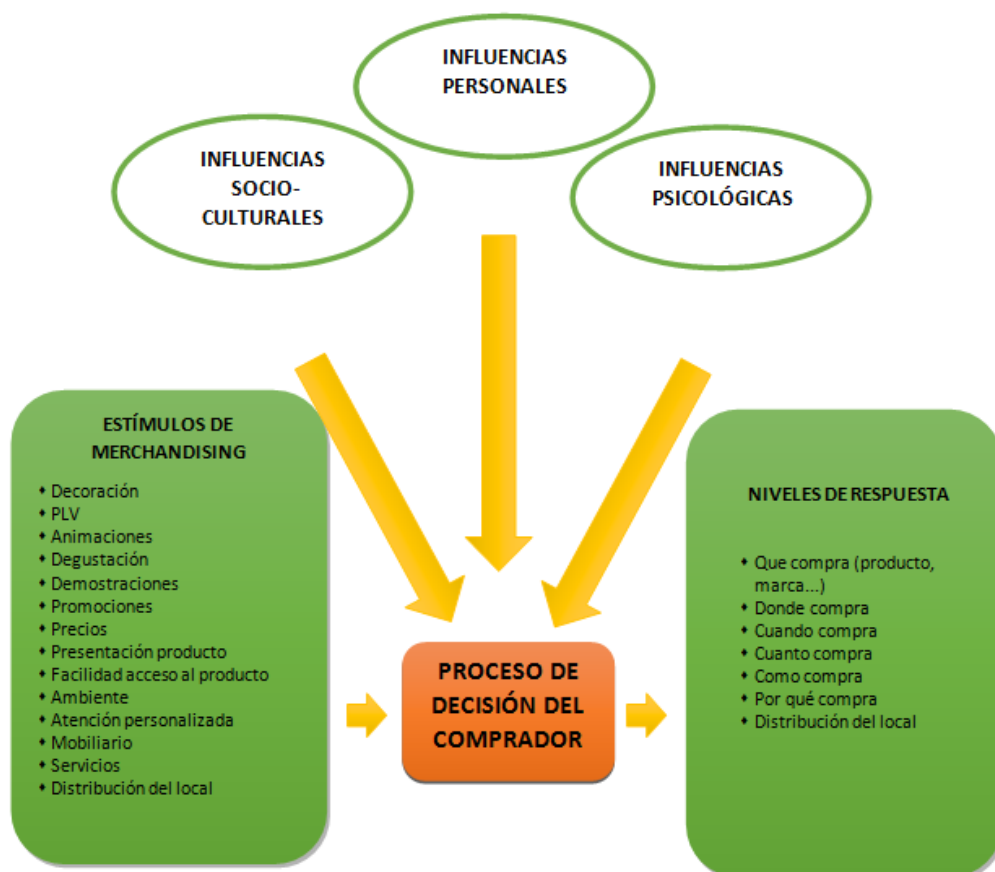 INFLUENCIAS
PERSONALES
INFLUENCIAS
SOCIO-
CULTURALES
INFLUENCIAS
PSICOLÓGICAS
ESTÍMULOS DE
MERCHANDISING
♦ Decoración
♦ PLV
♦ Animaciones
♦ Degustación
♦ Demostraciones
♦ Promociones
♦ Precios
♦ Presentación producto
♦ Facilidad acceso al producto
♦ Ambiente
♦ Atención personalizada
♦ Mobiliario
♦ Servicios
♦ Distribución del local
PROCESO DE
DECISIÓN DEL
COMPRADOR
NIVELES DE RESPUESTA
♦ Que compra (producto,
marca...)
♦ Donde compra
♦ Cuando compra
♦ Cuanto compra
♦ Como compra
♦ Por qué compra
♦ Distribución del local